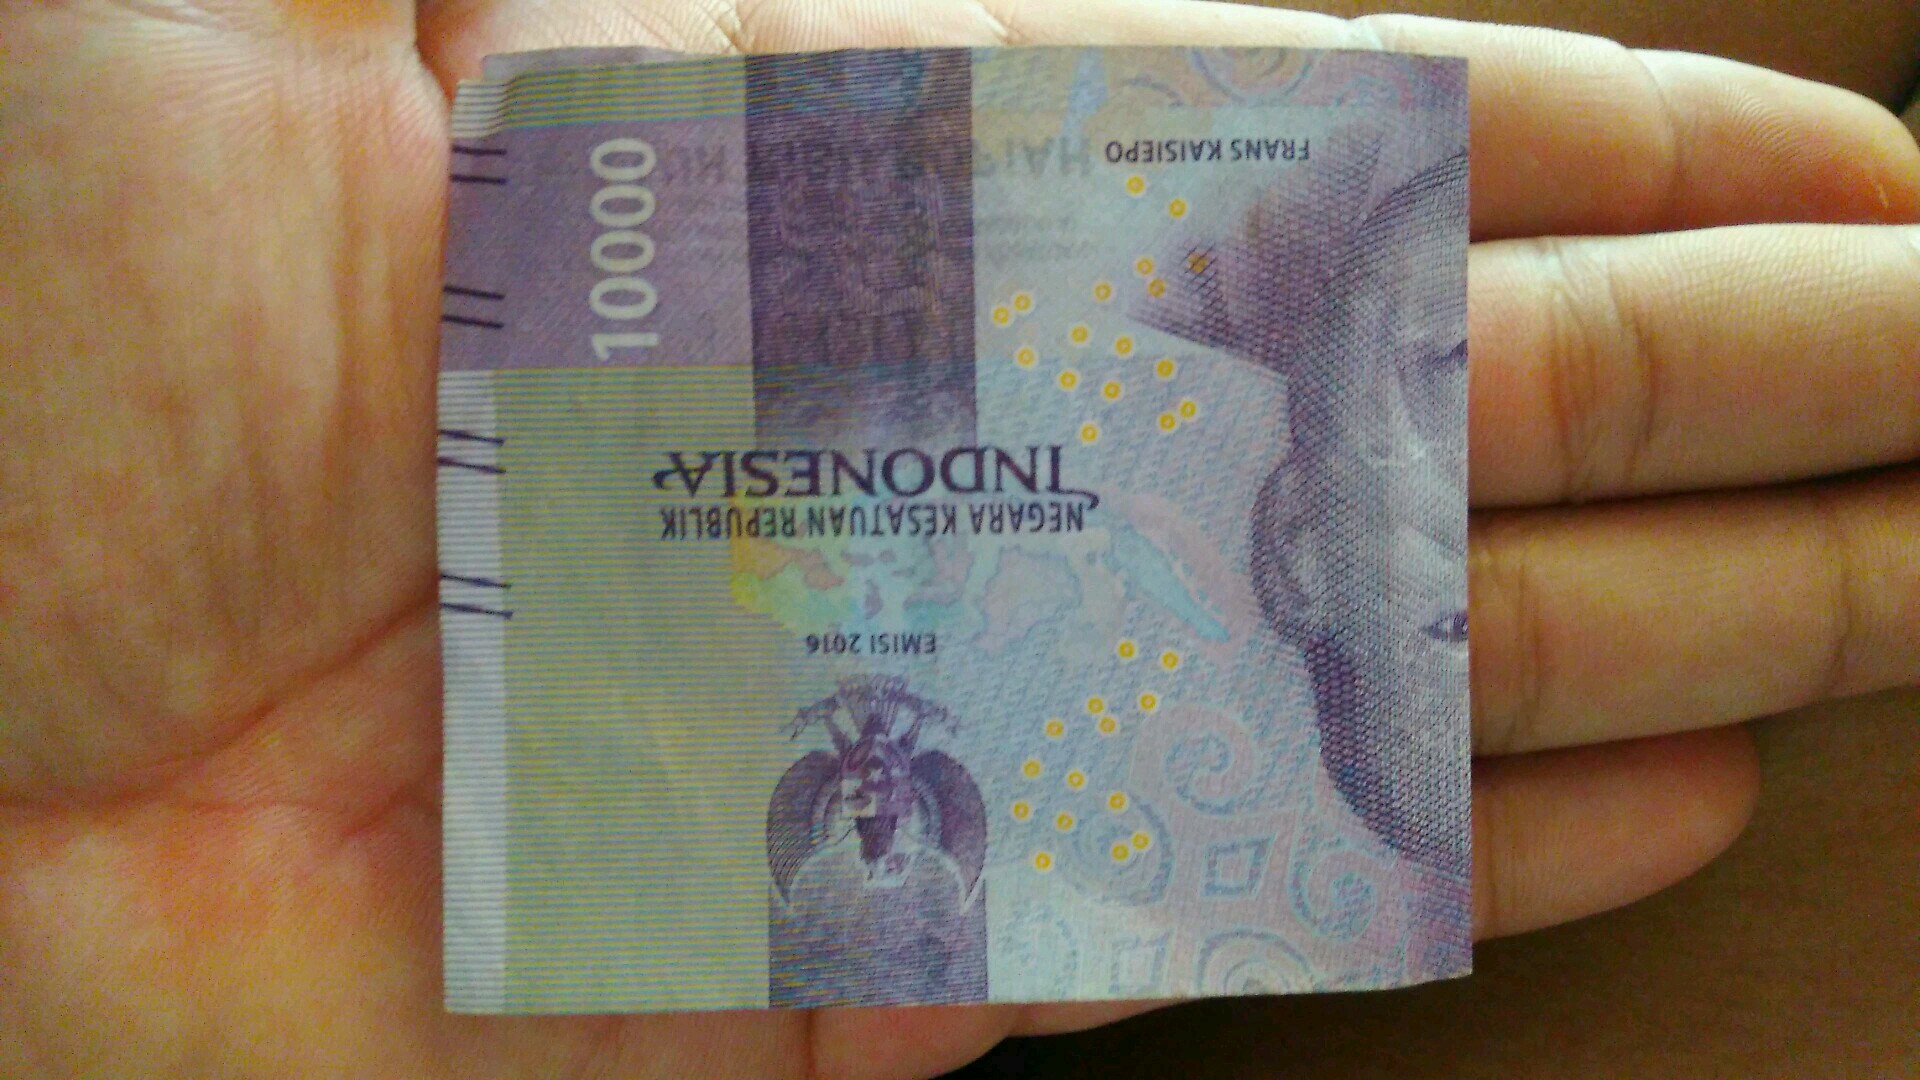 EMISI 2016
NEGARA KESATUAN REPUBLIK
INDONESIA
FRANS KAISIEPO
10000